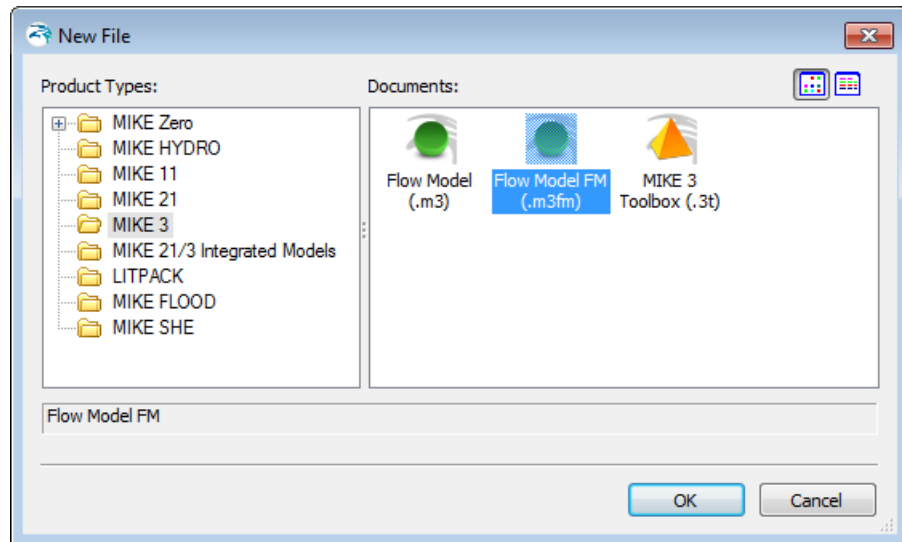 New File
Product Types:
Documents:
MIKE Zero
MIKE HYDRO
MIKE 11
MIKE 21
MIKE 3
MIKE 21/3 Integrated Models
LITPACK
MIKE FLOOD
MIKE SHE
Flow Model
(.m3)
Flow Model FM
(.m3fm)
MIKE 3
Toolbox (.3t)
Flow Model FM
OK
Cancel